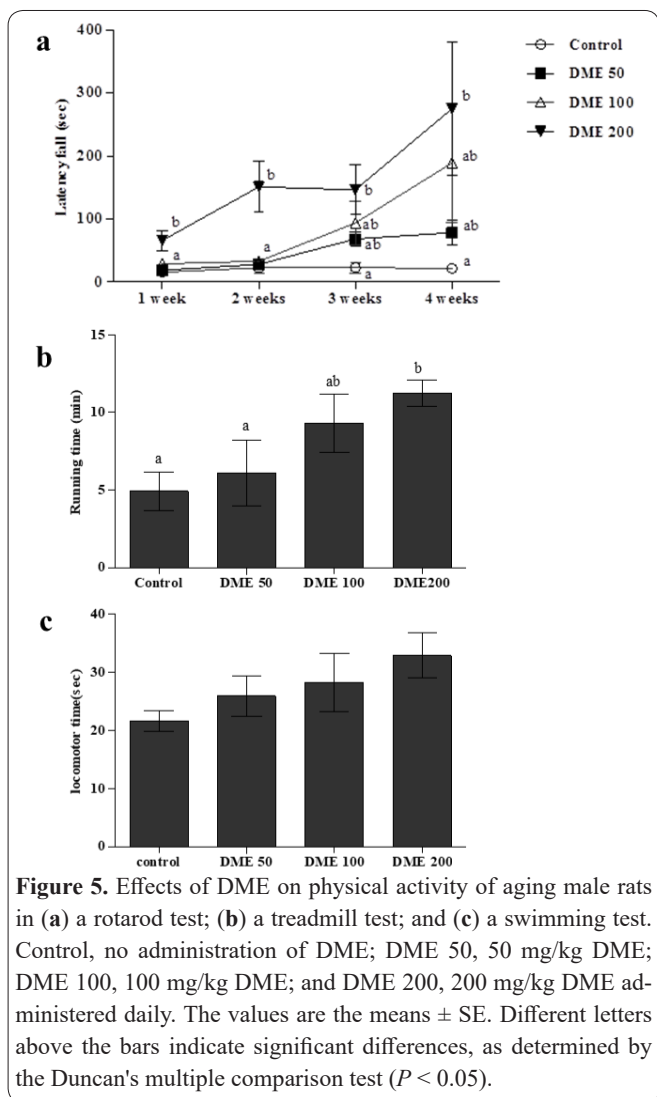 a
400
300
200
100
0
Latency fall (sec)
Control
DME 50
DME 100
DME 200
b
b
b
b
a
a
ab
ab
ab
ab
a
a
1 week
2 weeks
3 weeks
4 weeks
b
15
10
5
0
Running time (min)
a
a
ab
b
Control
DME 50
DME 100
DME200
c
40
30
20
10
0
locomotor time(sec)
control
DME 50
DME 100
DME 200
Figure 5. Effects of DME on physical activity of aging male rats
in (a) a rotarod test; (b) a treadmill test; and (c) a swimming test.
Control, no administration of DME; DME 50, 50 mg/kg DME;
DME 100, 100 mg/kg DME; and DME 200, 200 mg/kg DME ad-
ministered daily. The values are the means ± SE. Different letters
above the bars indicate significant differences, as determined by
the Duncan's multiple comparison test (P < 0.05).